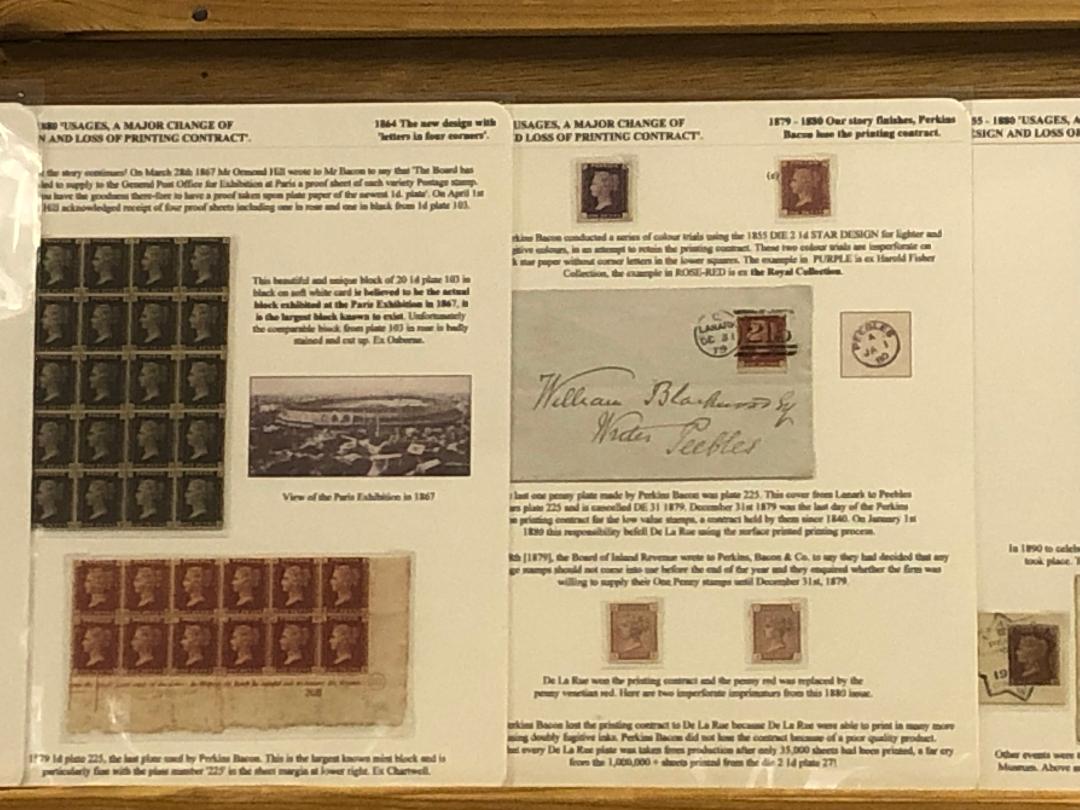 880 'USAGES, A MAJOR CHANGE OF
N AND LOSS OF PRINTING CONTRACT'.
1864 The new design with
'letters in four corners'.
the story continues! On March 28th 1867 Mr Ormond Hill wrote to Mr Bacon to say that 'The Board has
ded to supply to the General Post Office for Exhibition at Paris a proof sheet of each variety Postage stamp.
ou have the goodness there-fore to have a proof taken upon plate paper of the newest 1d. plate'. On April 1st
Hill acknowledged receipt of four proof sheets including one in rose and one in black from 1d plate 103.
This beautiful and unique block of 20 1d plate 103 in
black on soft white card is believed to be the actual
block exhibited at the Paris Exhibition in 1867, it
is the largest block known to exist. Unfortunately
the comparable block from plate 103 in rose is badly
stained and cut up. Ex Osborne.
View of the Paris Exhibition in 1867
1879 1d plate 225, the last plate used by Perkins Bacon. This is the largest known mint block and is
particularly fine with the plate number '225' in the sheet margin at lower right. Ex Chartwell.
USAGES, A MAJOR CHANGE OF
D LOSS OF PRINTING CONTRACT'.
1879 - 1880 Our story finishes, Perkins
Bacon lose the printing contract.
rkins Bacon conducted a series of colour trials using the 1855 DIE 2 1d STAR DESIGN for lighter and
gitive colours, in an attempt to retain the printing contract. These two colour trials are imperforate on
k star paper without corner letters in the lower squares. The example in PURPLE is ex Harold Fisher
Collection, the example in ROSE-RED is ex the Royal Collection.
LANARK
DE 31
79
21
PEEBLES
A
JA 1
80
William Blackwood Esq
Writer Peebles
last one penny plate made by Perkins Bacon was plate 225. This cover from Lanark to Peebles
rs plate 225 and is cancelled DE 31 1879. December 31st 1879 was the last day of the Perkins
n printing contract for the low value stamps, a contract held by them since 1840. On January 1st
1880 this responsibility befell De La Rue using the surface printed printing process.
8th [1879], the Board of Inland Revenue wrote to Perkins, Bacon & Co. to say they had decided that any
ge stamps should not come into use before the end of the year and they enquired whether the firm was
willing to supply their One Penny stamps until December 31st, 1879.
De La Rue won the printing contract and the penny red was replaced by the
penny venetian red. Here are two imperforate imprimaturs from this 1880 issue.
erkins Bacon lost the printing contract to De La Rue because De La Rue were able to print in many more
using doubly fugitive inks. Perkins Bacon did not lose the contract because of a poor quality product.
hat every De La Rue plate was taken from production after only 35,000 sheets had been printed, a far cry
from the 1,000,000 + sheets printed from the die 2 1d plate 27!
55 - 1880 'USAGES, A
SIGN AND LOSS OF
In 1890 to celeb
took place. T
19
Other events were
Museum. Above